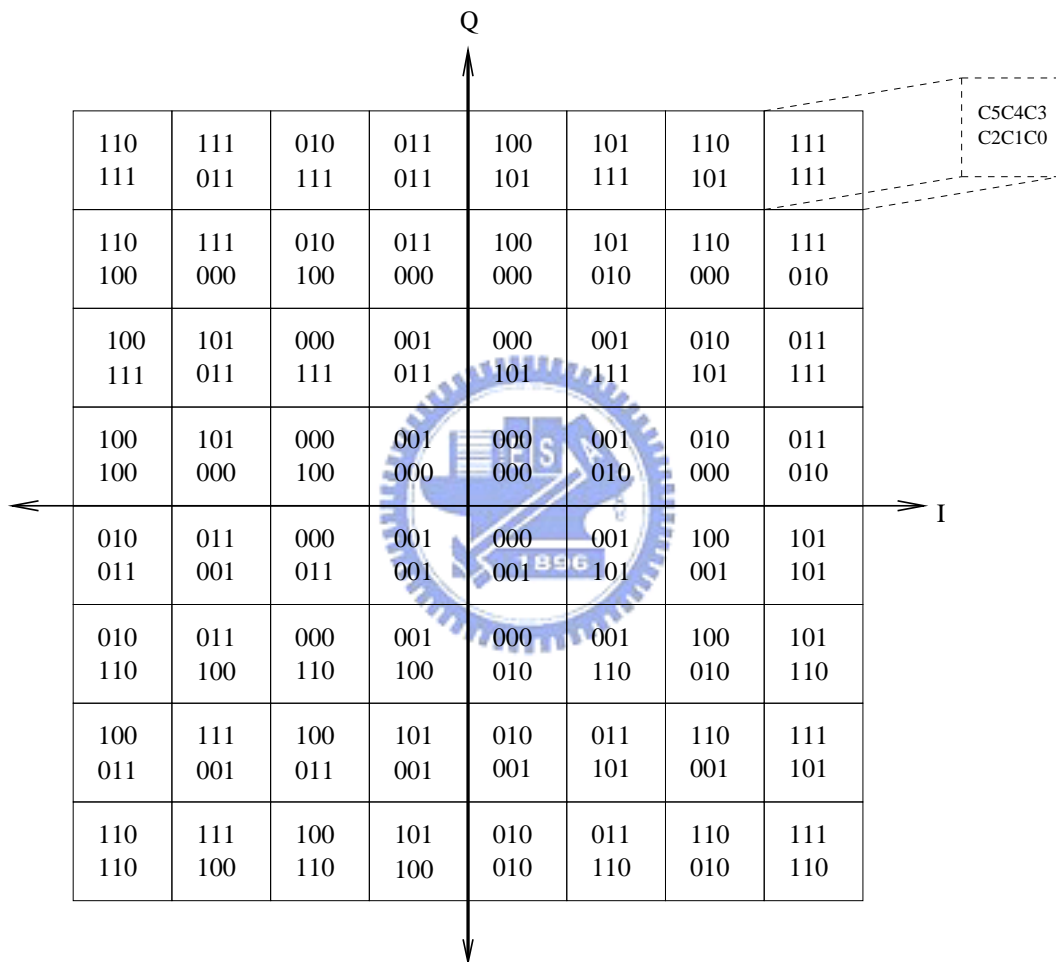 Q
C5C4C3
C2C1C0
110 111 010 011 100 101 110 111
111 011 111 011 101 111 101 111
110 111 010 011 100 101 110 111
100 000 100 000 000 010 000 010
100 101 000 001 000 001 010 011
111 011 111 011 101 111 101 111
100 101 000 001 000 001 010 011
100 000 100 000 000 010 000 010
I
010 011 000 001 000 001 100 101
011 001 011 001 001 101 001 101
010 011 000 001 000 001 100 101
110 100 110 100 010 110 010 110
100 111 100 101 010 011 110 111
011 001 011 001 001 101 001 101
110 111 100 101 010 011 110 111
110 100 110 100 010 110 010 110
ES
1896